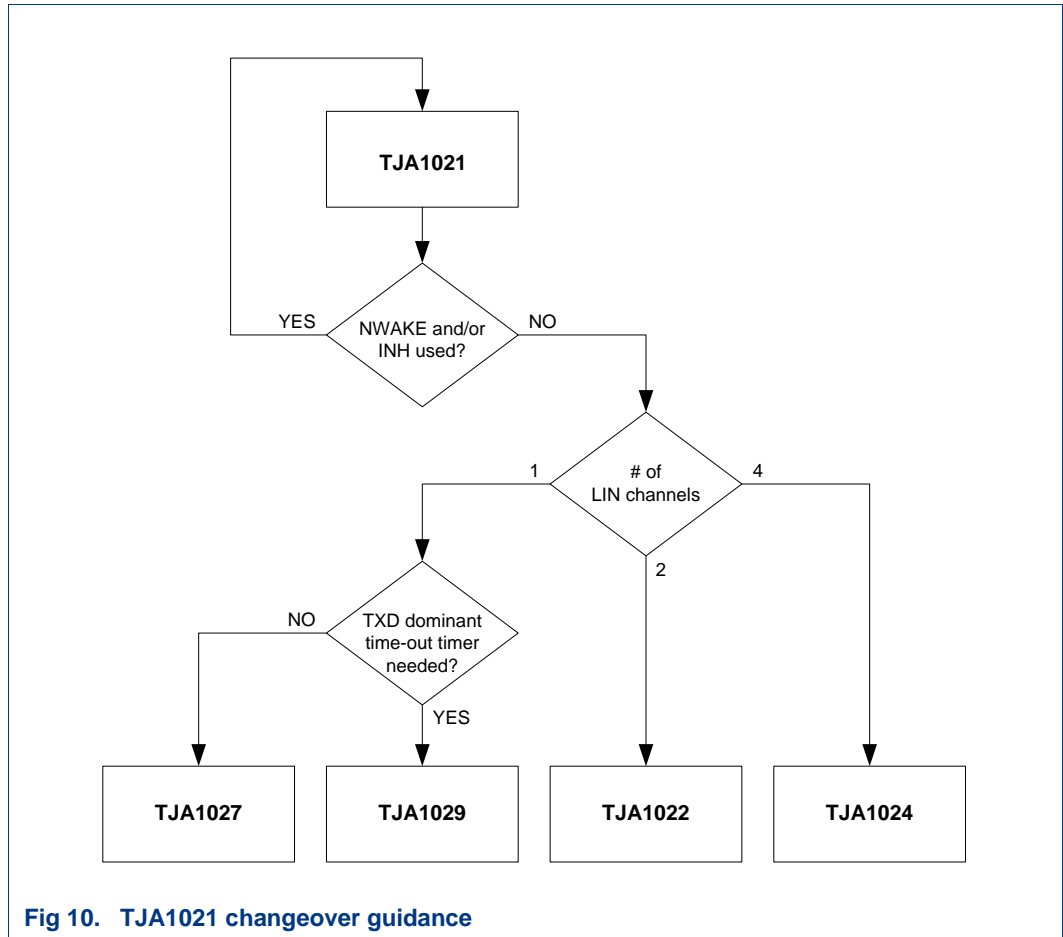 TJA1021
YES
NWAKE and/or
INH used?
NO
1
# of
LIN channels
4
2
NO
TXD dominant
time-out timer
needed?
YES
TJA1027
TJA1029
TJA1022
TJA1024
Fig 10. TJA1021 changeover guidance